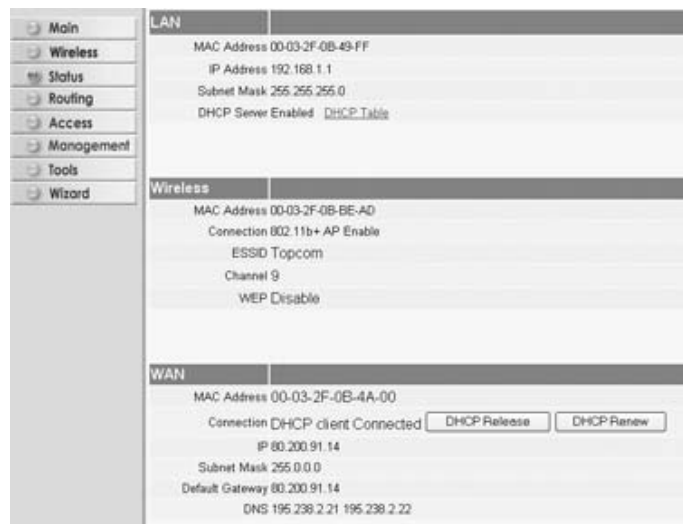 Main
Wireless
Status
Routing
Access
Management
Tools
Wizard
LAN
MAC Address 00-03-2F-0B-49-FF
IP Address 192.168.1.1
Subnet Mask 255.255.255.0
DHCP Server Enabled DHCP Table
Wireless
MAC Address 00-03-2F-0B-BE-AD
Connection 802.11b+ AP Enable
ESSID Topcom
Channel 9
WEP Disable
WAN
MAC Address 00-03-2F-0B-4A-00
Connection DHCP client Connected DHCP Release DHCP Renew
IP 80.200.91.14
Subnet Mask 255.0.0.0
Default Gateway 80.200.91.14
DNS 195.238.2.21 195.238.2.22